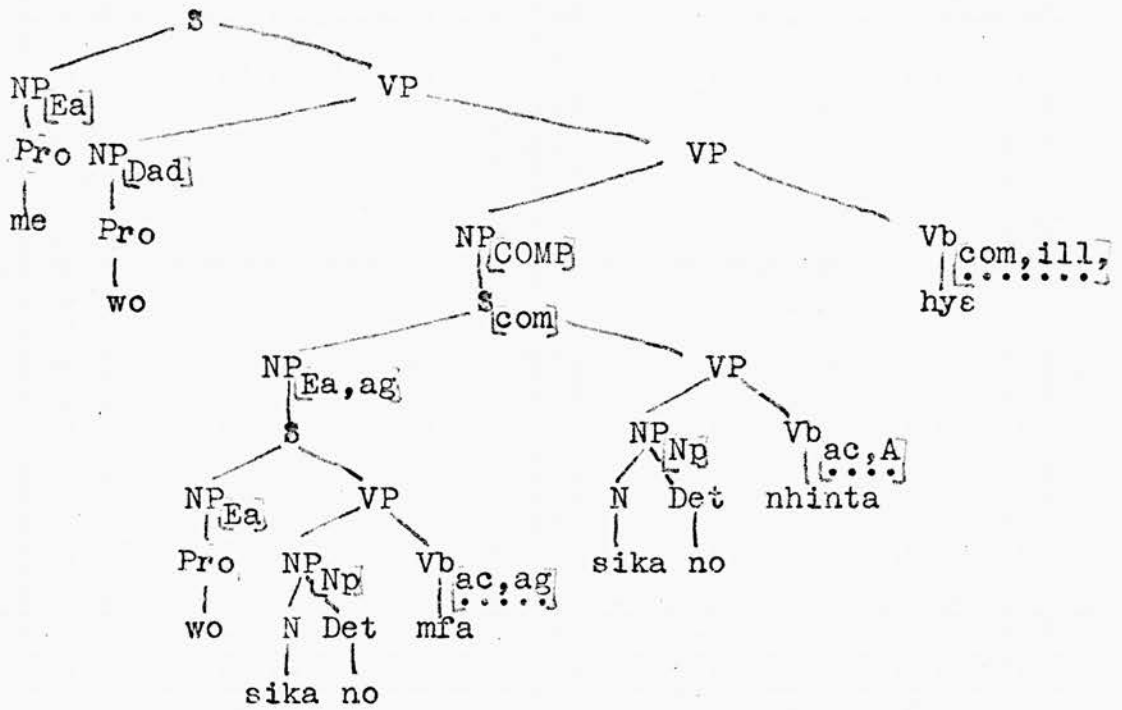 S
NP[Ea] VP
Pro NP[Dad] VP
me Pro NP[COMP] Vb[com,ill,.......]
wo S[com] hyɛ
NP[Ea,ag] VP
S NP[Np] Vb[ac,A....]
NP[Ea] VP N Det nhinta
Pro NP[Np] Vb[ac,ag.....] sika no
wo N Det mfa
sika no